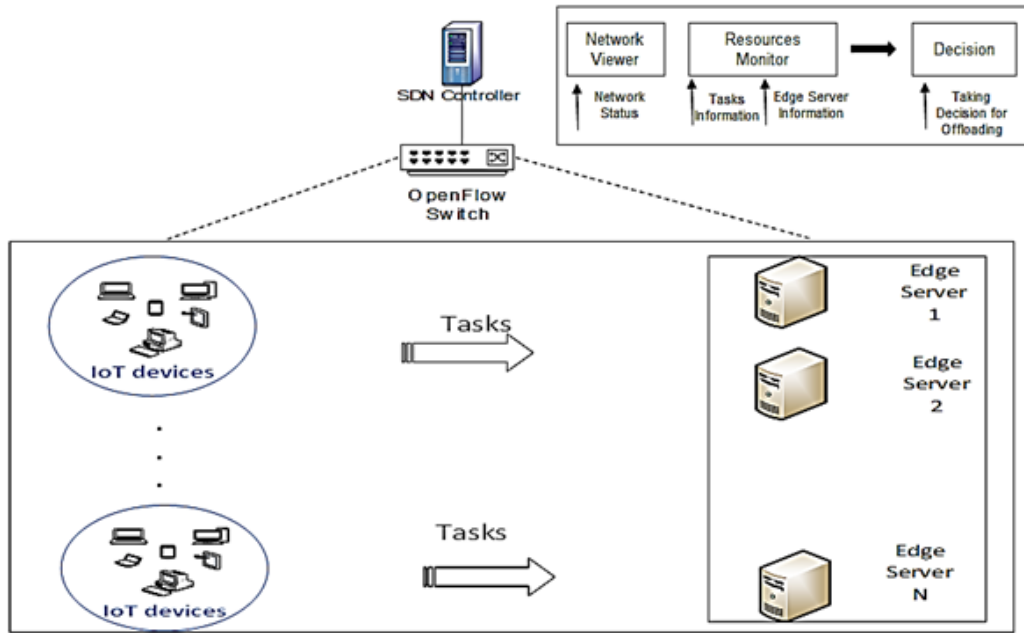 SDN Controller
OpenFlow
Switch
Network
Viewer
Resources
Monitor
Decision
Network
Status
Tasks
Information
Edge Server
Information
Taking
Decision for
Offloading
IoT devices
Tasks
Edge
Server
1
Edge
Server
2
IoT devices
Tasks
Edge
Server
N